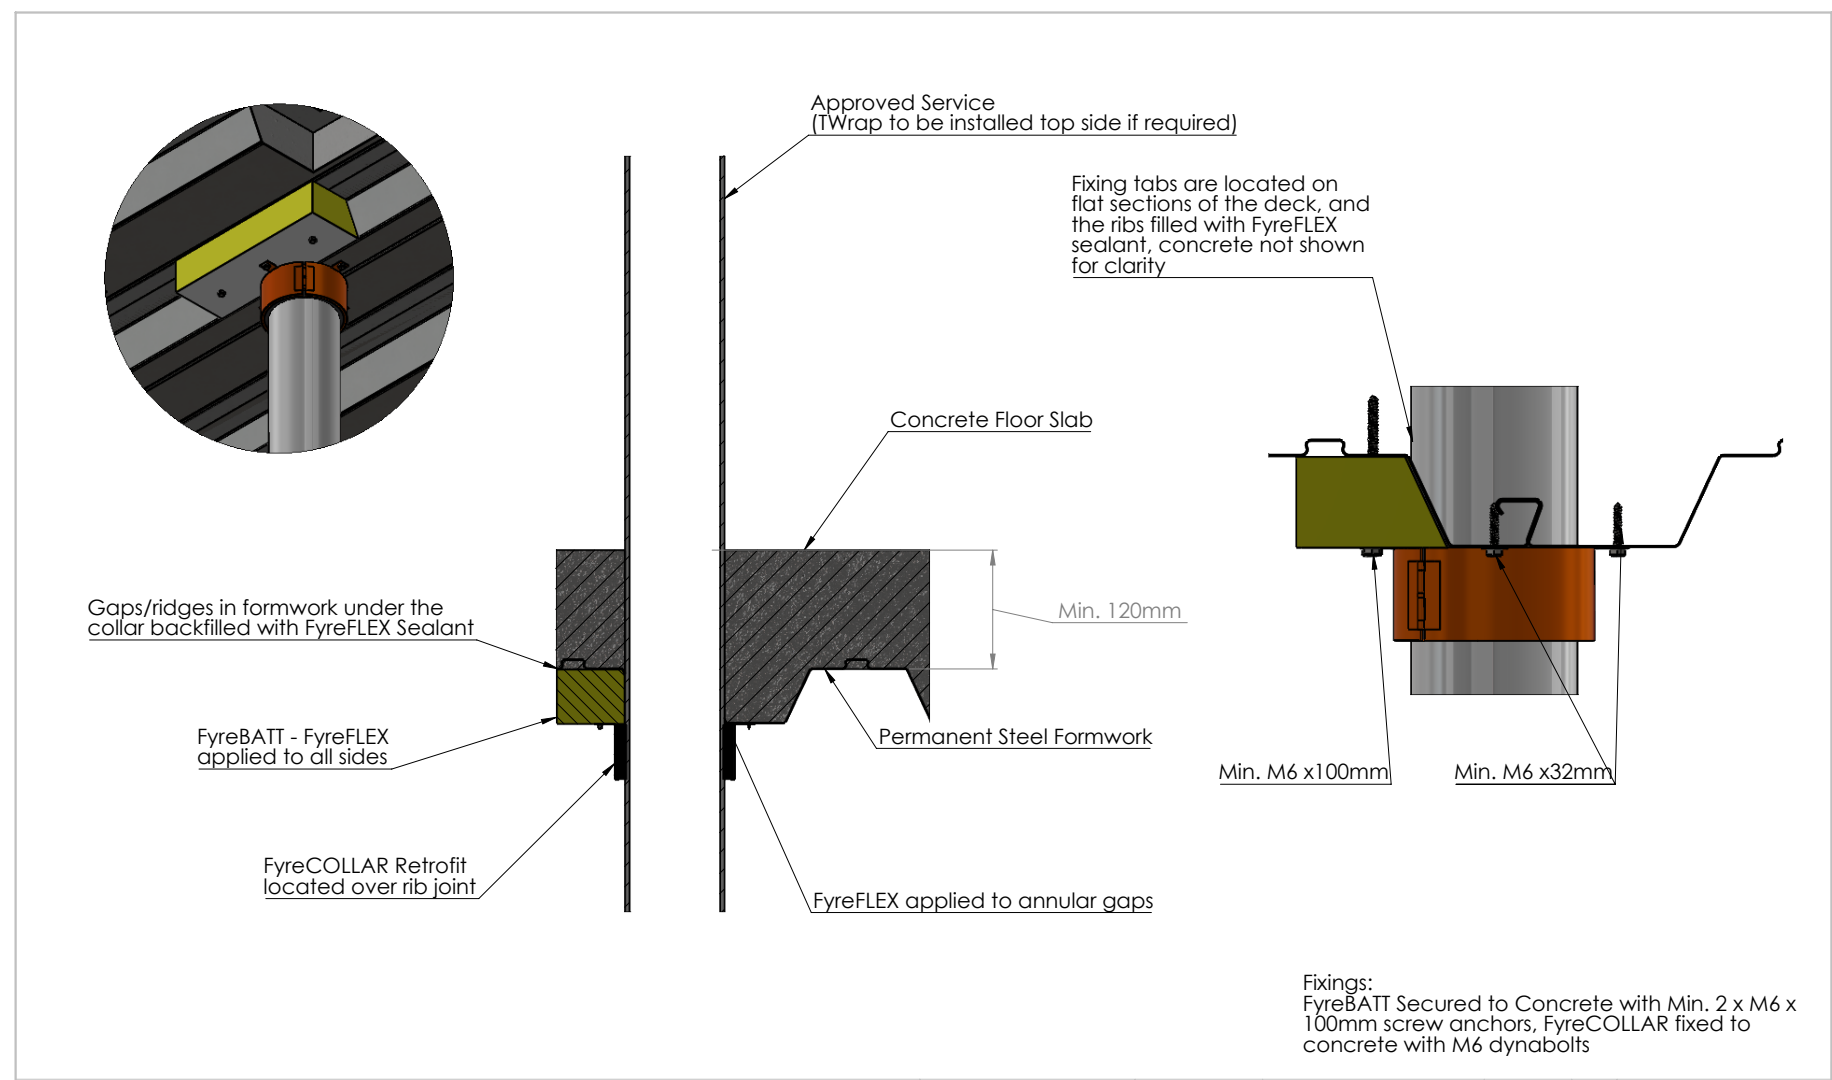 Approved Service
(TWrap to be installed top side if required)
Fixing tabs are located on
flat sections of the deck, and
the ribs filled with FyreFLEX
sealant, concrete not shown
for clarity
Concrete Floor Slab
Gaps/ridges in formwork under the
collar backfilled with FyreFLEX Sealant
Min. 120mm
FyreBATT - FyreFLEX
applied to all sides
Permanent Steel Formwork
Min. M6 x100mm
Min. M6 x32mm
FyreCOLLAR Retrofit
located over rib joint
FyreFLEX applied to annular gaps
Fixings:
FyreBATT Secured to Concrete with Min. 2 x M6 x
100mm screw anchors, FyreCOLLAR fixed to
concrete with M6 dynabolts